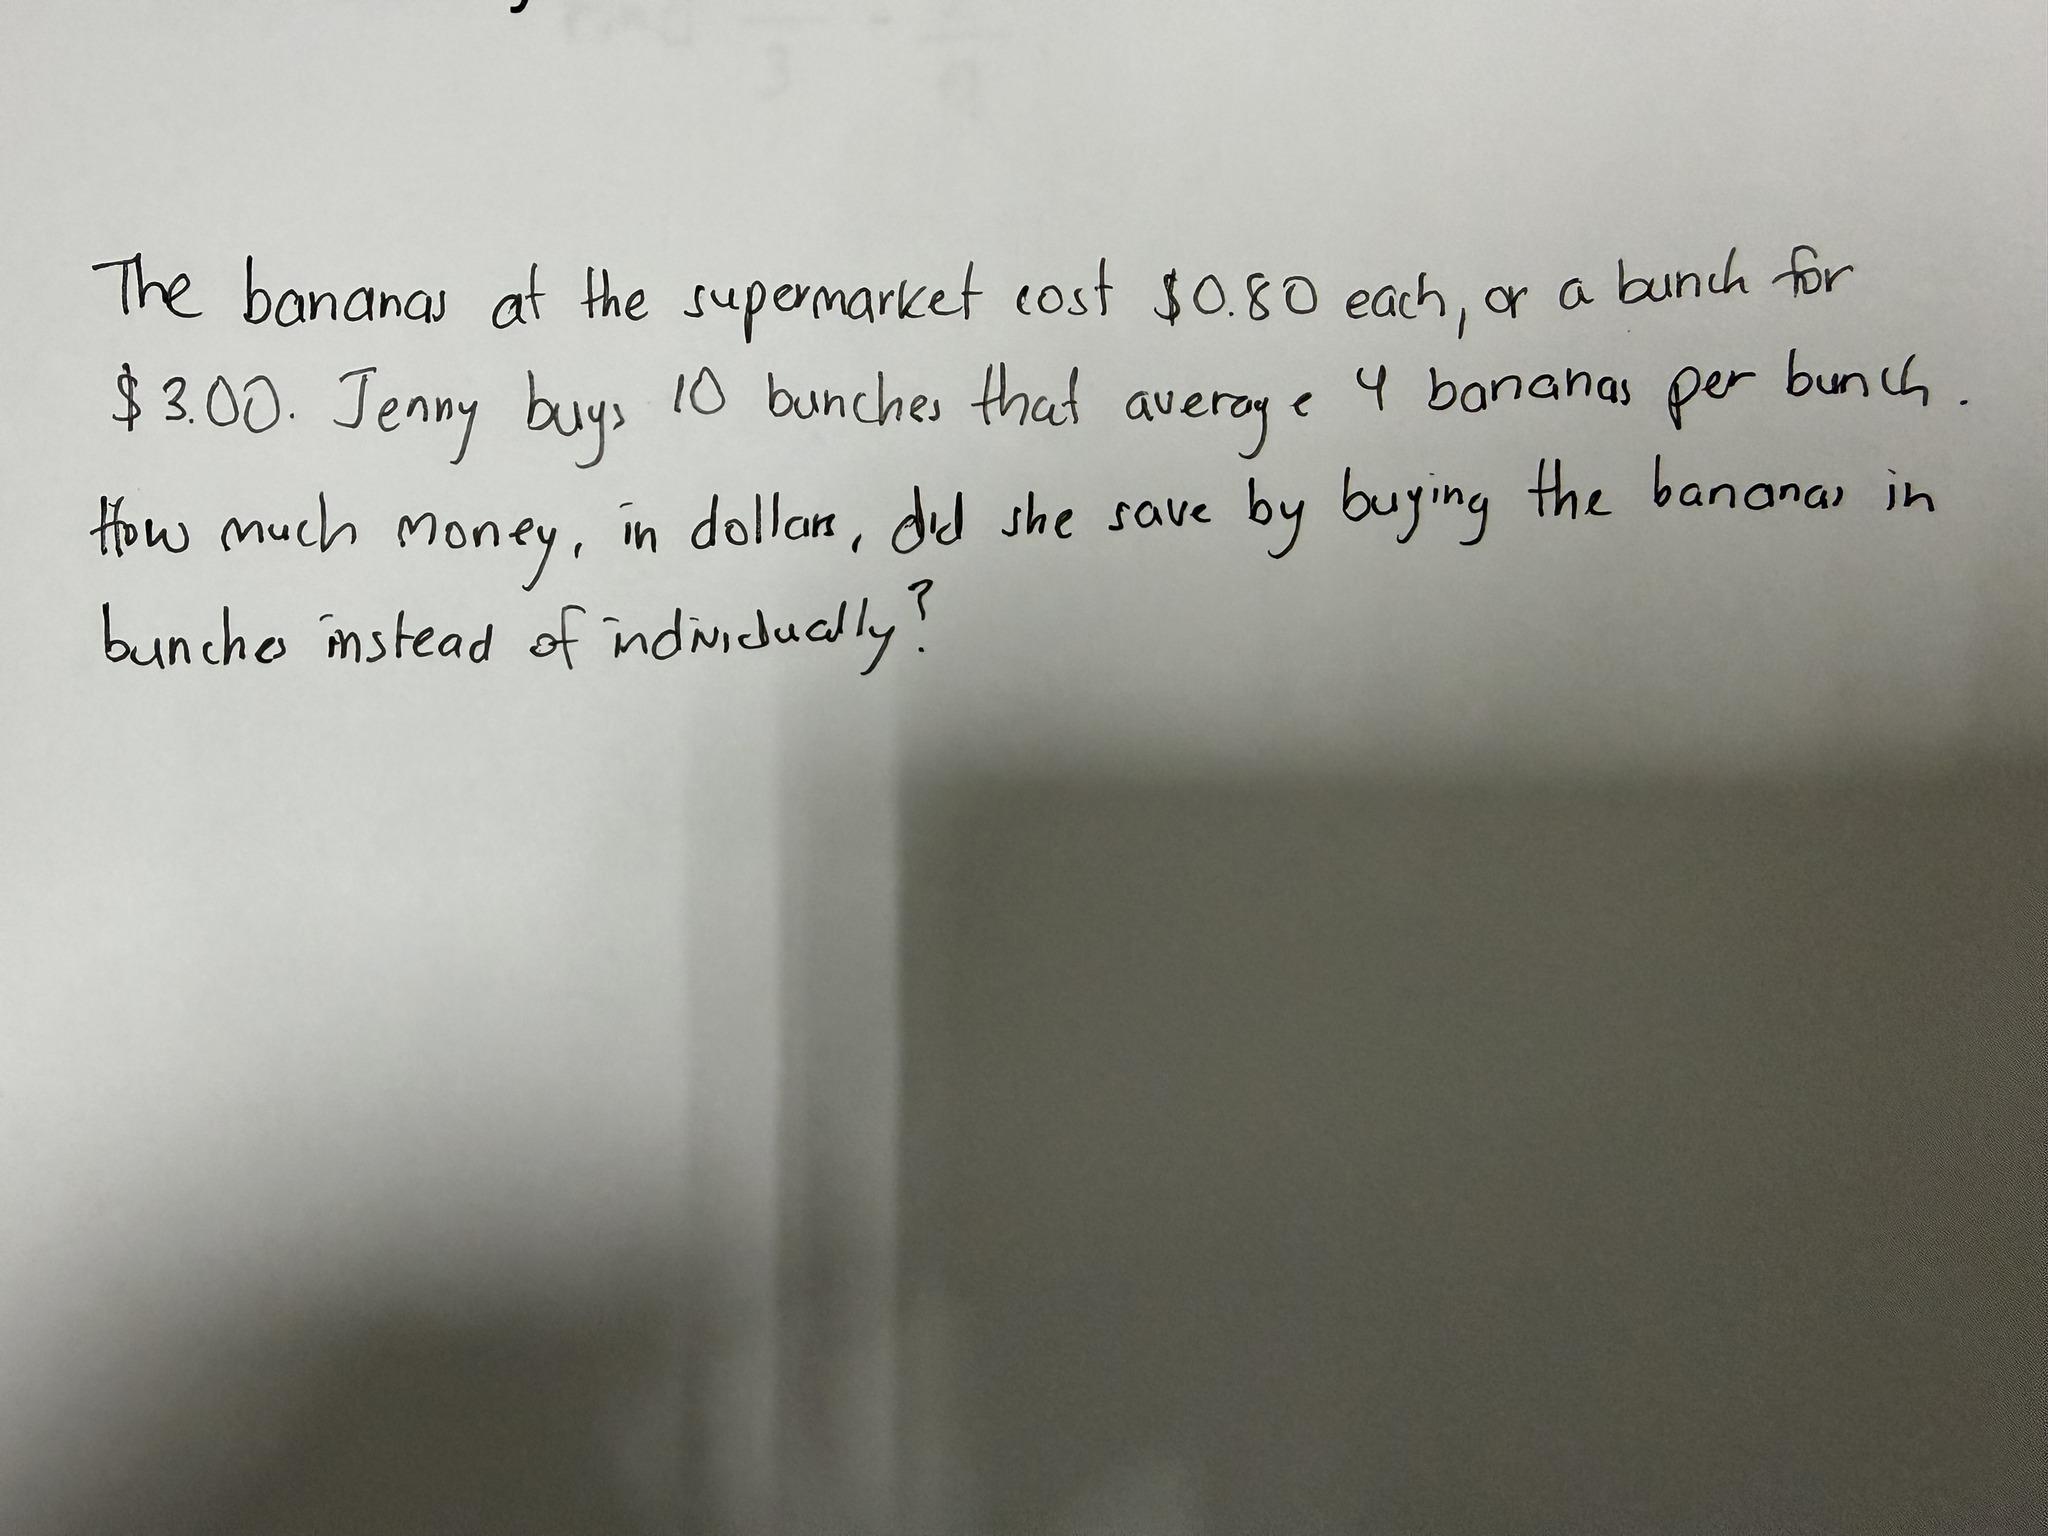 The bananas at the supermarket cost $0.80 each, or a bunch for
$3.00. Jenny buys 10 bunches that average 4 bananas per bunch.
How much money, in dollars, did she save by buying the bananas in
bunches instead of individually?